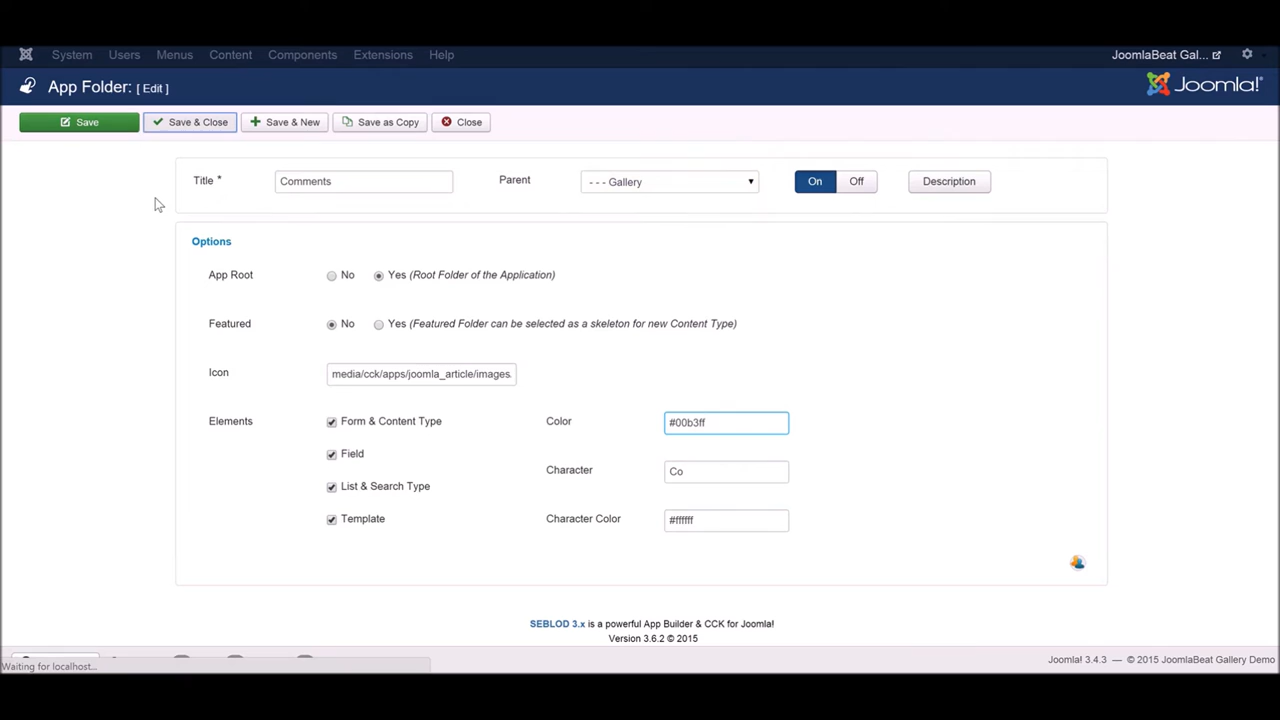 System Users Menus Content Components Extensions Help JoomlaBeat Gal...
App Folder: [ Edit ] Joomla!®
Save Save & Close Save & New Save as Copy Close
Title * Comments Parent - - - Gallery On Off Description
Options
App Root No Yes (Root Folder of the Application)
Featured No Yes (Featured Folder can be selected as a skeleton for new Content Type)
Icon media/cck/apps/joomla_article/images.
Elements Form & Content Type Color #00b3ff
Field
Character Co
List & Search Type
Template Character Color #ffffff
SEBLOD 3.x is a powerful App Builder & CCK for Joomla!
Version 3.6.2 © 2015
Waiting for localhost... Joomla! 3.4.3 — © 2015 JoomlaBeat Gallery Demo